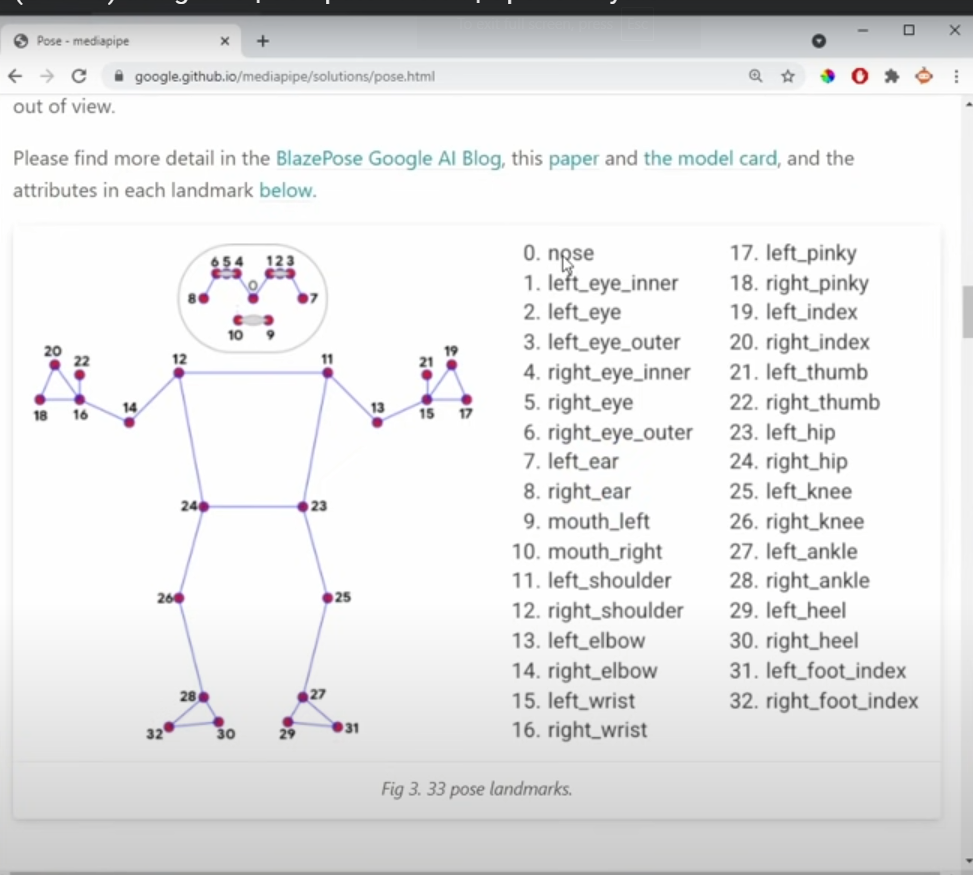 Pose - mediapipe
google.github.io/mediapipe/solutions/pose.html
out of view.
Please find more detail in the BlazePose Google AI Blog, this paper and the model card, and the
attributes in each landmark below.
6 5 4 1 2 3
8 0 7
10 9
20 22 12 11 21 19
18 16 14 13 15 17
24 23
26 25
28 27
32 30 29 31
0. nose
1. left_eye_inner
2. left_eye
3. left_eye_outer
4. right_eye_inner
5. right_eye
6. right_eye_outer
7. left_ear
8. right_ear
9. mouth_left
10. mouth_right
11. left_shoulder
12. right_shoulder
13. left_elbow
14. right_elbow
15. left_wrist
16. right_wrist
17. left_pinky
18. right_pinky
19. left_index
20. right_index
21. left_thumb
22. right_thumb
23. left_hip
24. right_hip
25. left_knee
26. right_knee
27. left_ankle
28. right_ankle
29. left_heel
30. right_heel
31. left_foot_index
32. right_foot_index
Fig 3. 33 pose landmarks.